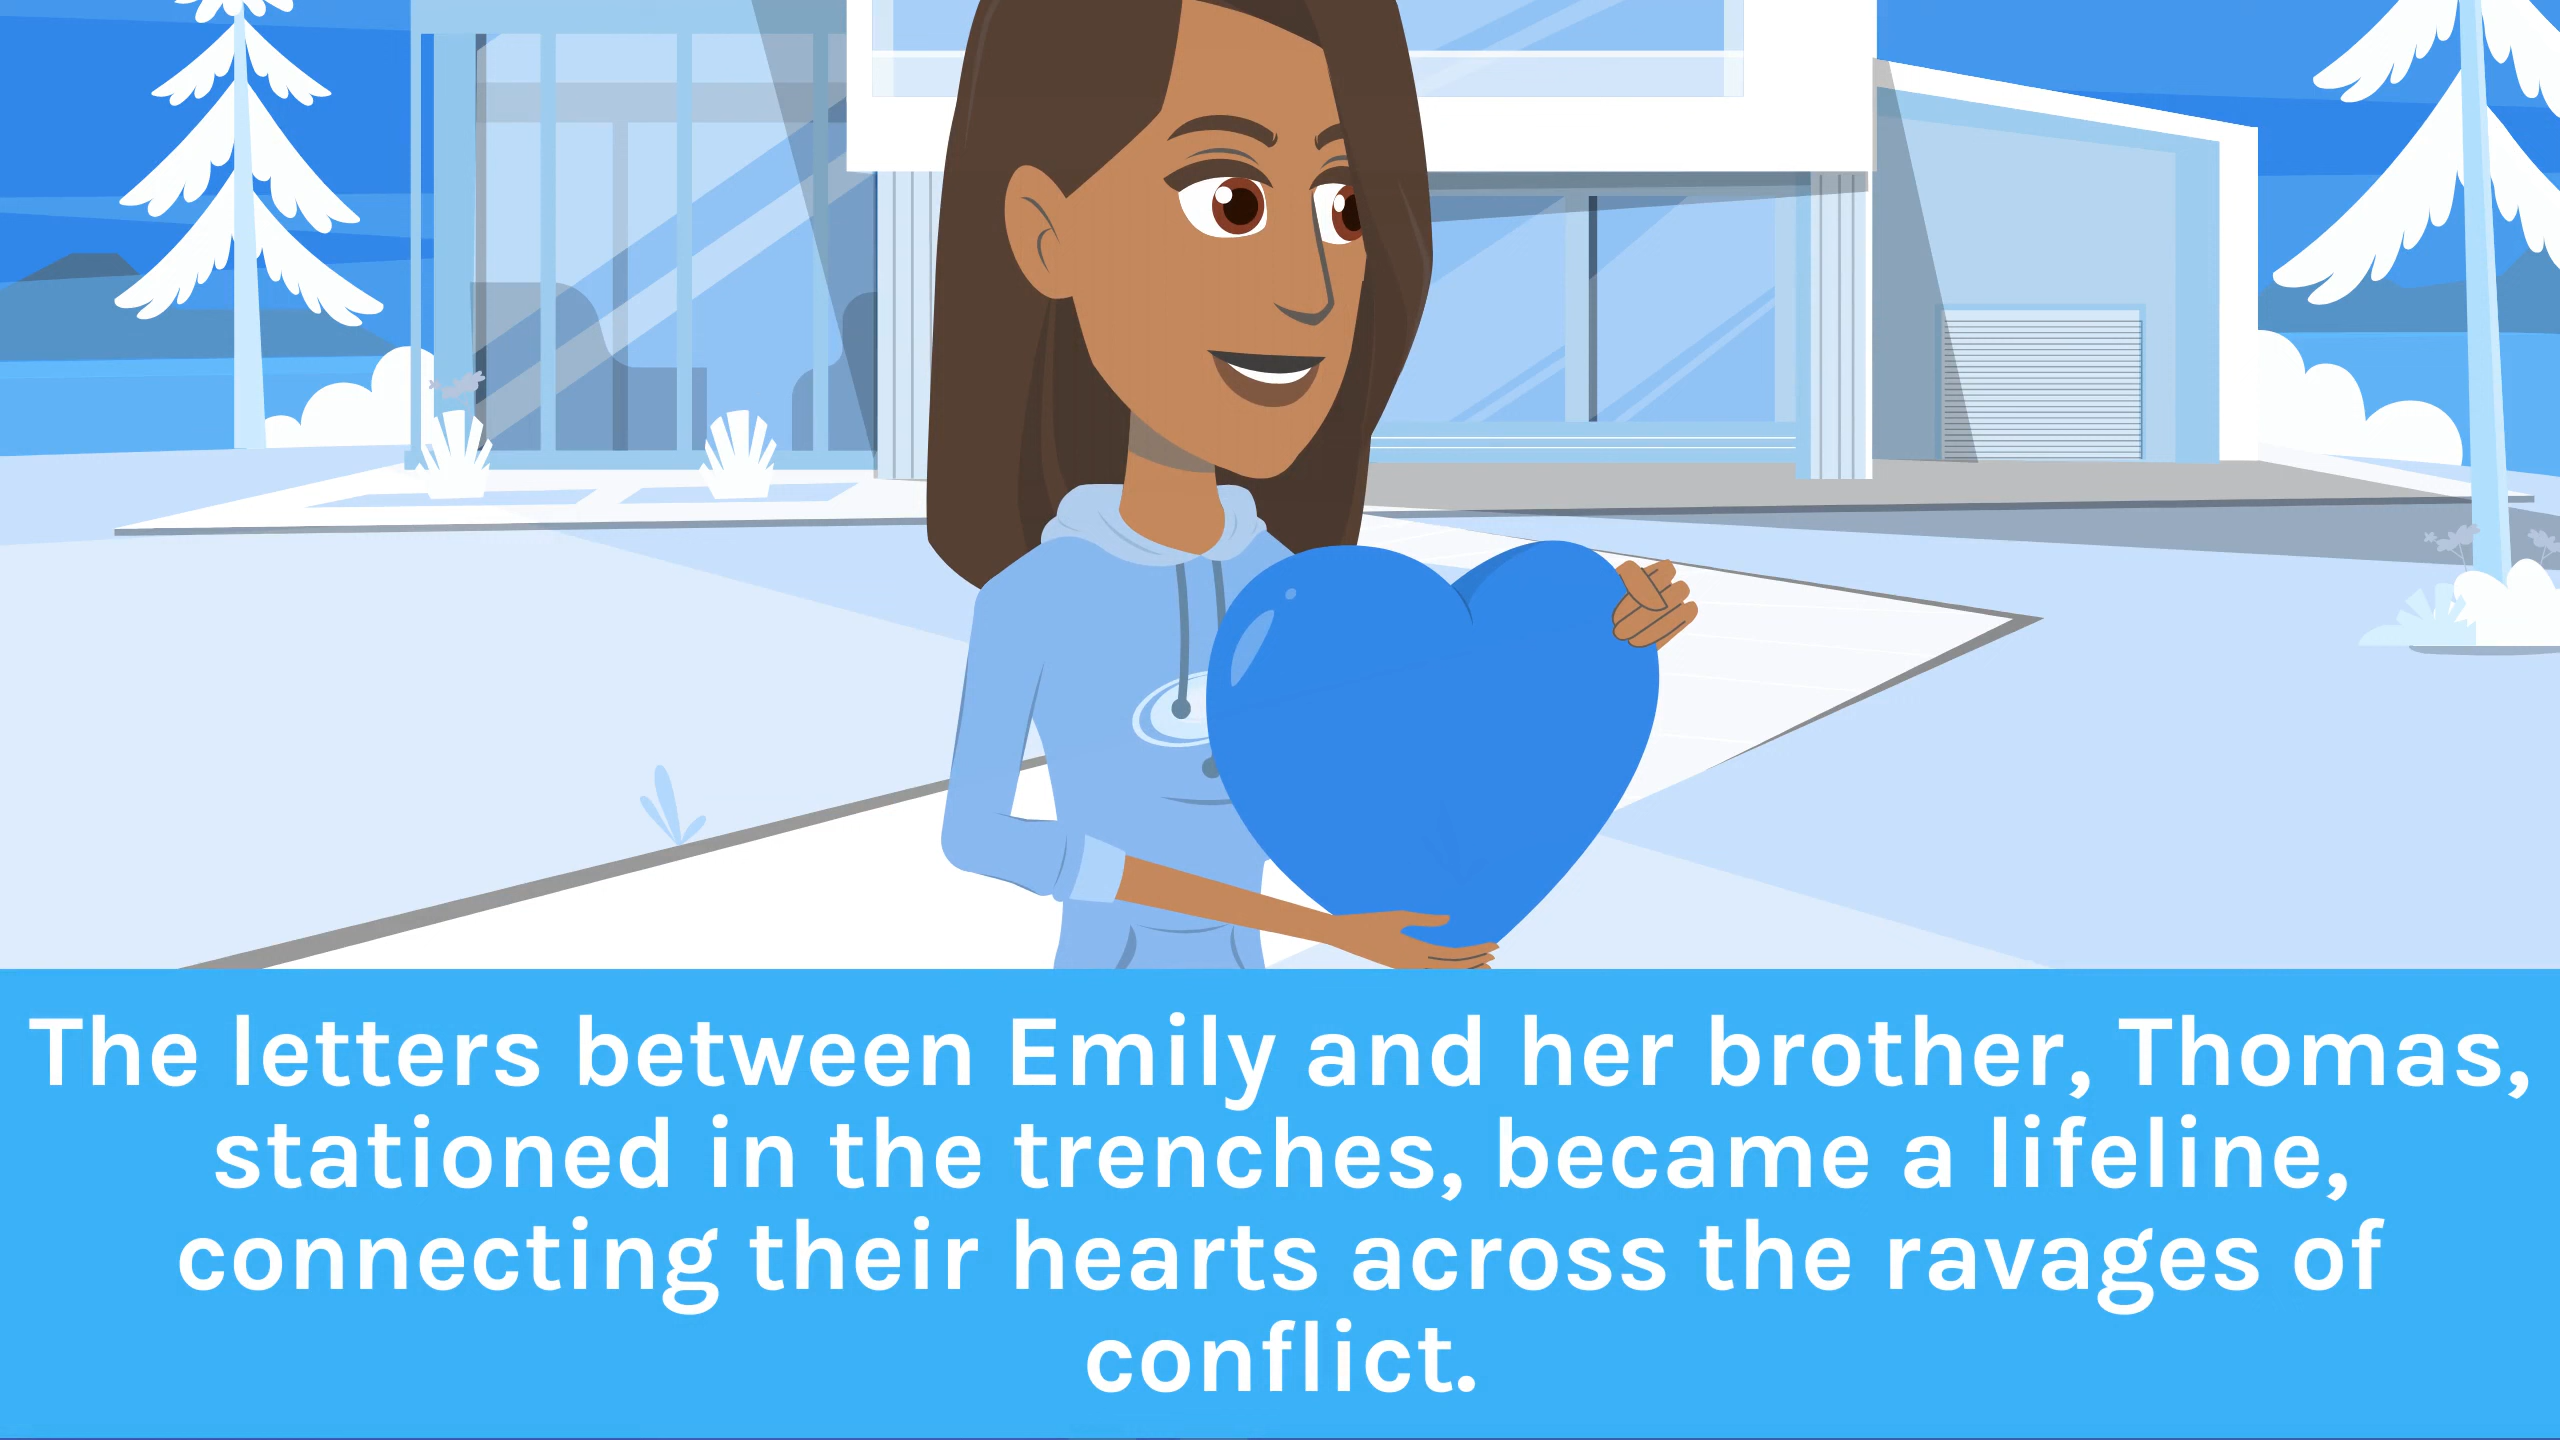 The letters between Emily and her brother, Thomas,
stationed in the trenches, became a lifeline,
connecting their hearts across the ravages of
conflict.